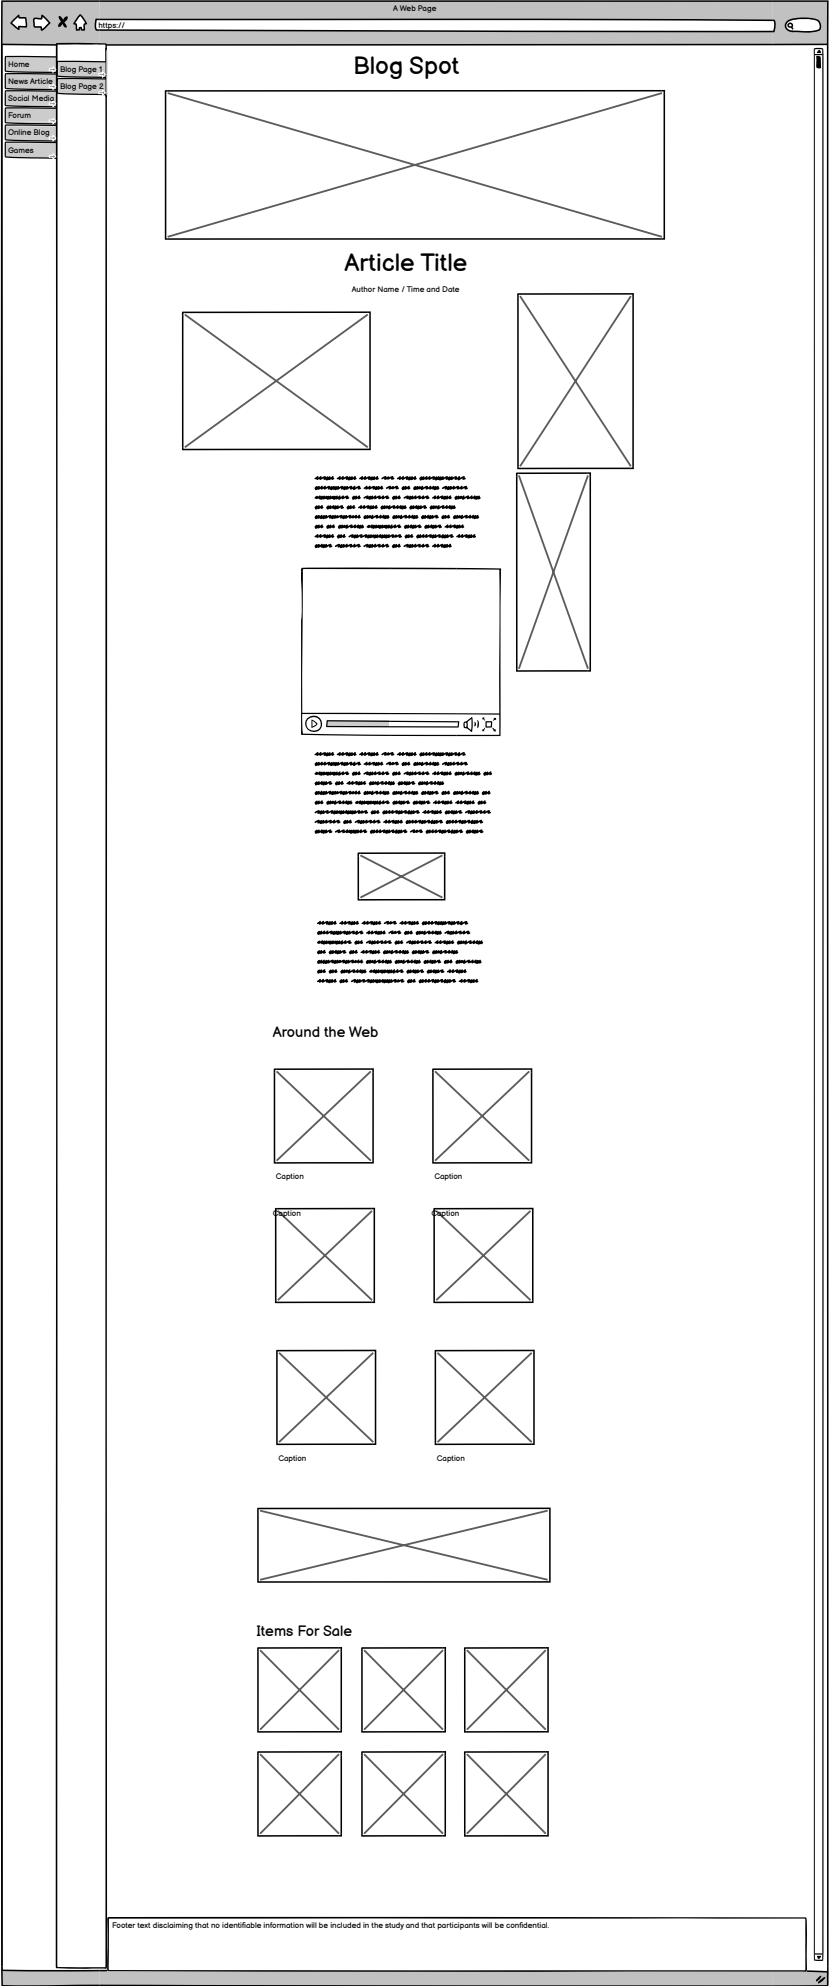 A Web Page
https://
Home
News Article
Social Media
Forum
Online Blog
Games
Blog Page 1
Blog Page 2
Blog Spot
Article Title
Author Name / Time and Date
Around the Web
Caption
Caption
Caption
Caption
Caption
Caption
Items For Sale
Footer text disclaiming that no identifiable information will be included in the study and that participants will be confidential.